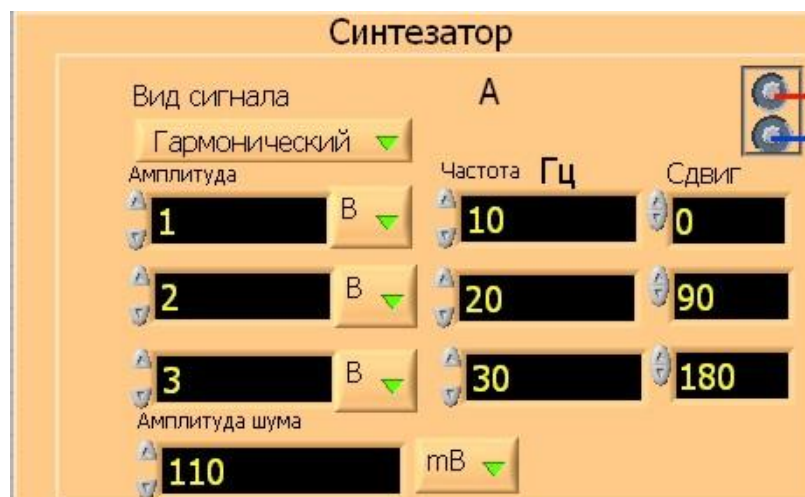 Синтезатор
Вид сигнала A
Гармонический
Амплитуда Частота Гц Сдвиг
1 В 10 0
2 В 20 90
3 В 30 180
Амплитуда шума
110 mB